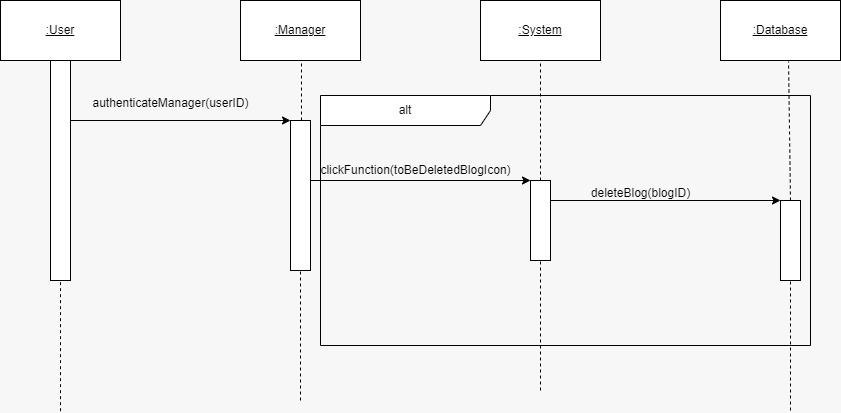 :User
:Manager
:System
:Database
authenticateManager(userID)
alt
clickFunction(toBeDeletedBlogIcon)
deleteBlog(blogID)